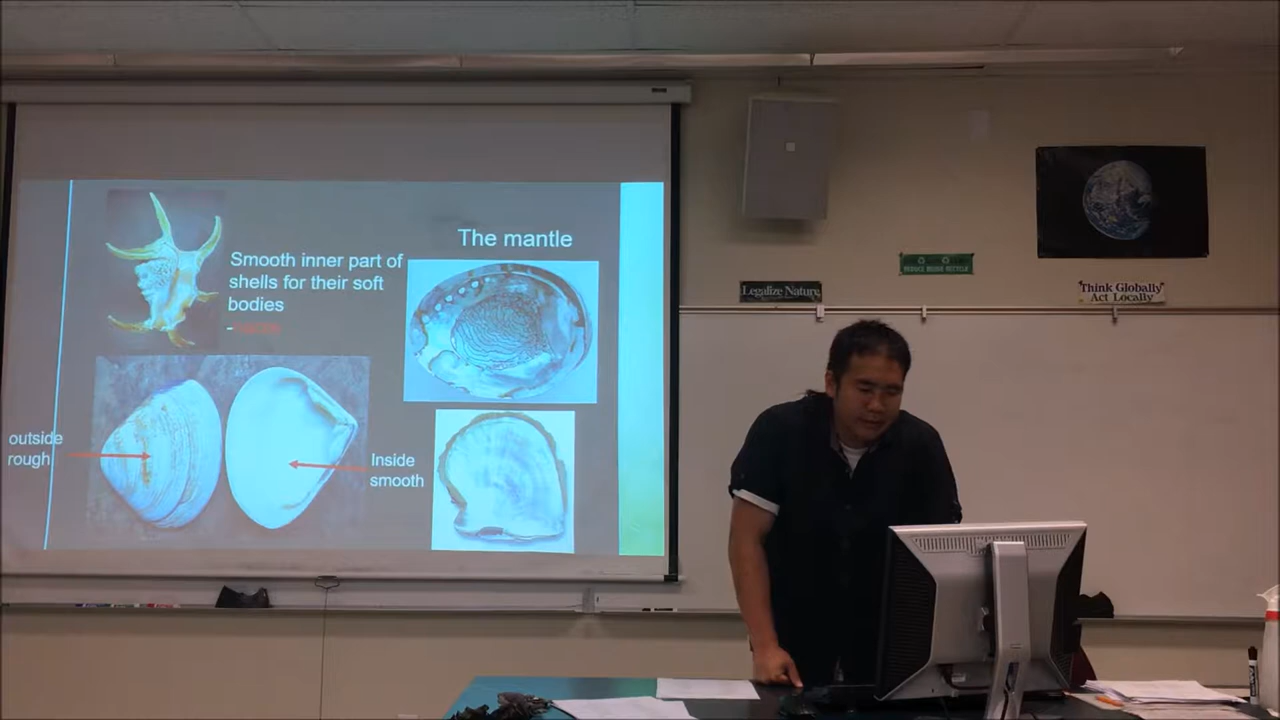 The mantle
Smooth inner part of
shells for their soft
bodies
outside
rough
Inside
smooth
REDUCE REUSE RECYCLE
Legalize Nature
Think Globally
Act Locally